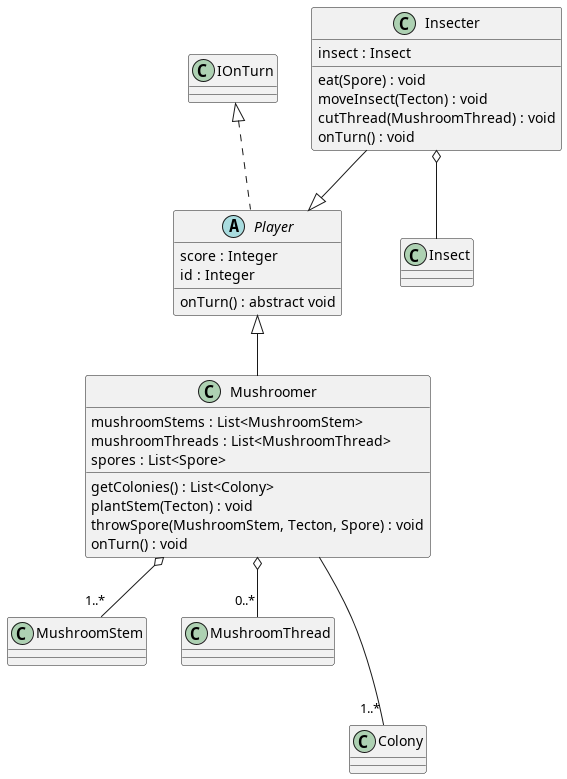 C Insecter
insect : Insect
eat(Spore) : void
moveInsect(Tecton) : void
cutThread(MushroomThread) : void
onTurn() : void
C IOnTurn
A Player
score : Integer
id : Integer
onTurn() : abstract void
C Insect
C Mushroomer
mushroomStems : List<MushroomStem>
mushroomThreads : List<MushroomThread>
spores : List<Spore>
getColonies() : List<Colony>
plantStem(Tecton) : void
throwSpore(MushroomStem, Tecton, Spore) : void
onTurn() : void
1..*
0..*
C MushroomStem
C MushroomThread
1..*
C Colony